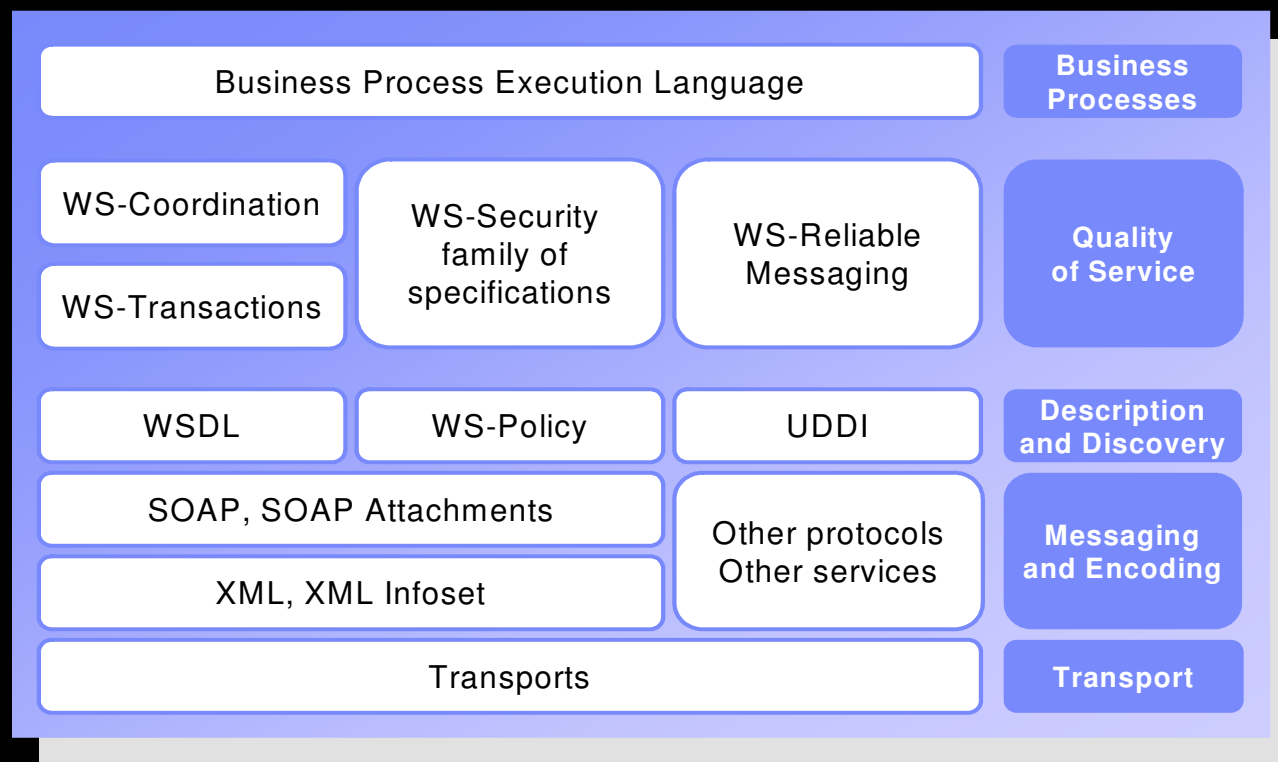 Business Process Execution Language
Business
Processes
WS-Coordination
WS-Transactions
WS-Security
family of
specifications
WS-Reliable
Messaging
Quality
of Service
WSDL
WS-Policy
UDDI
Description
and Discovery
SOAP, SOAP Attachments
XML, XML Infoset
Other protocols
Other services
Messaging
and Encoding
Transports
Transport